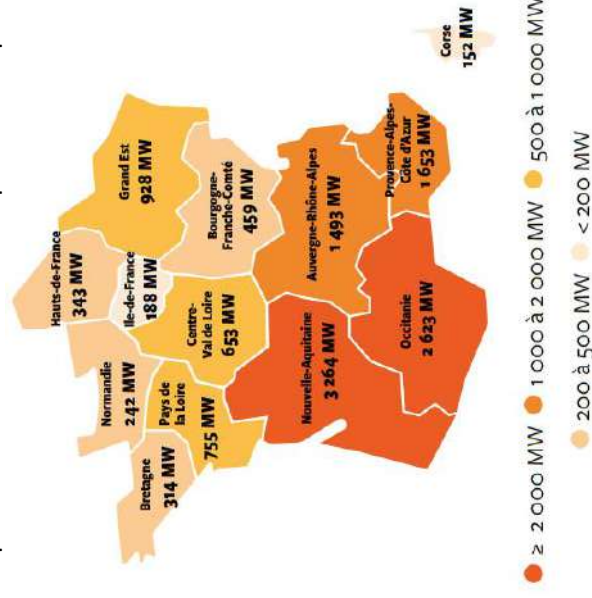 Hauts-de-France
343 MW
Normandie
242 MW
Ile-de-France
188 MW
Grand Est
928 MW
Bretagne
314 MW
Pays de
la Loire
755 MW
Centre-
Val de Loire
653 MW
Bourgogne-
Franche-Comté
459 MW
Nouvelle-Aquitaine
3 264 MW
Auvergne-Rhône-Alpes
1 493 MW
Occitanie
2 623 MW
Provence-Alpes-
Côte d'Azur
1 653 MW
Corse
152 MW
≥ 2 000 MW
1 000 à 2 000 MW
500 à 1 000 MW
200 à 500 MW
< 200 MW